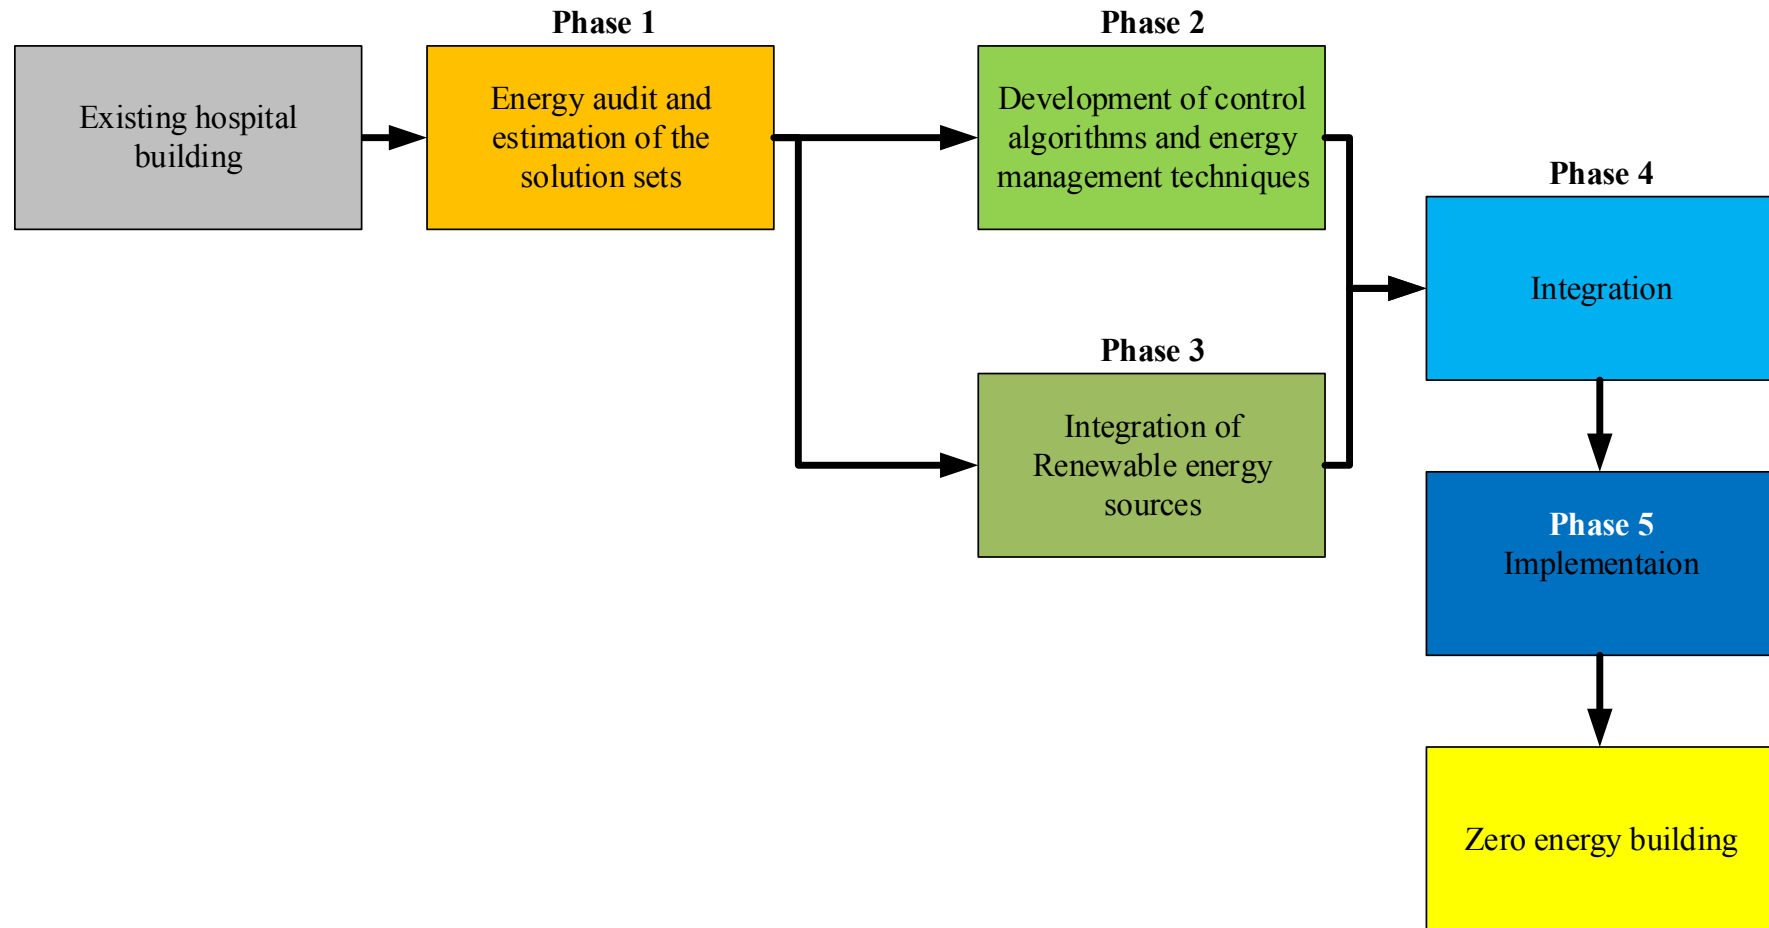 Existing hospital
building
Phase 1
Energy audit and
estimation of the
solution sets
Phase 2
Development of control
algorithms and energy
management techniques
Phase 3
Integration of
Renewable energy
sources
Phase 4
Integration
Phase 5
Implementaion
Zero energy building